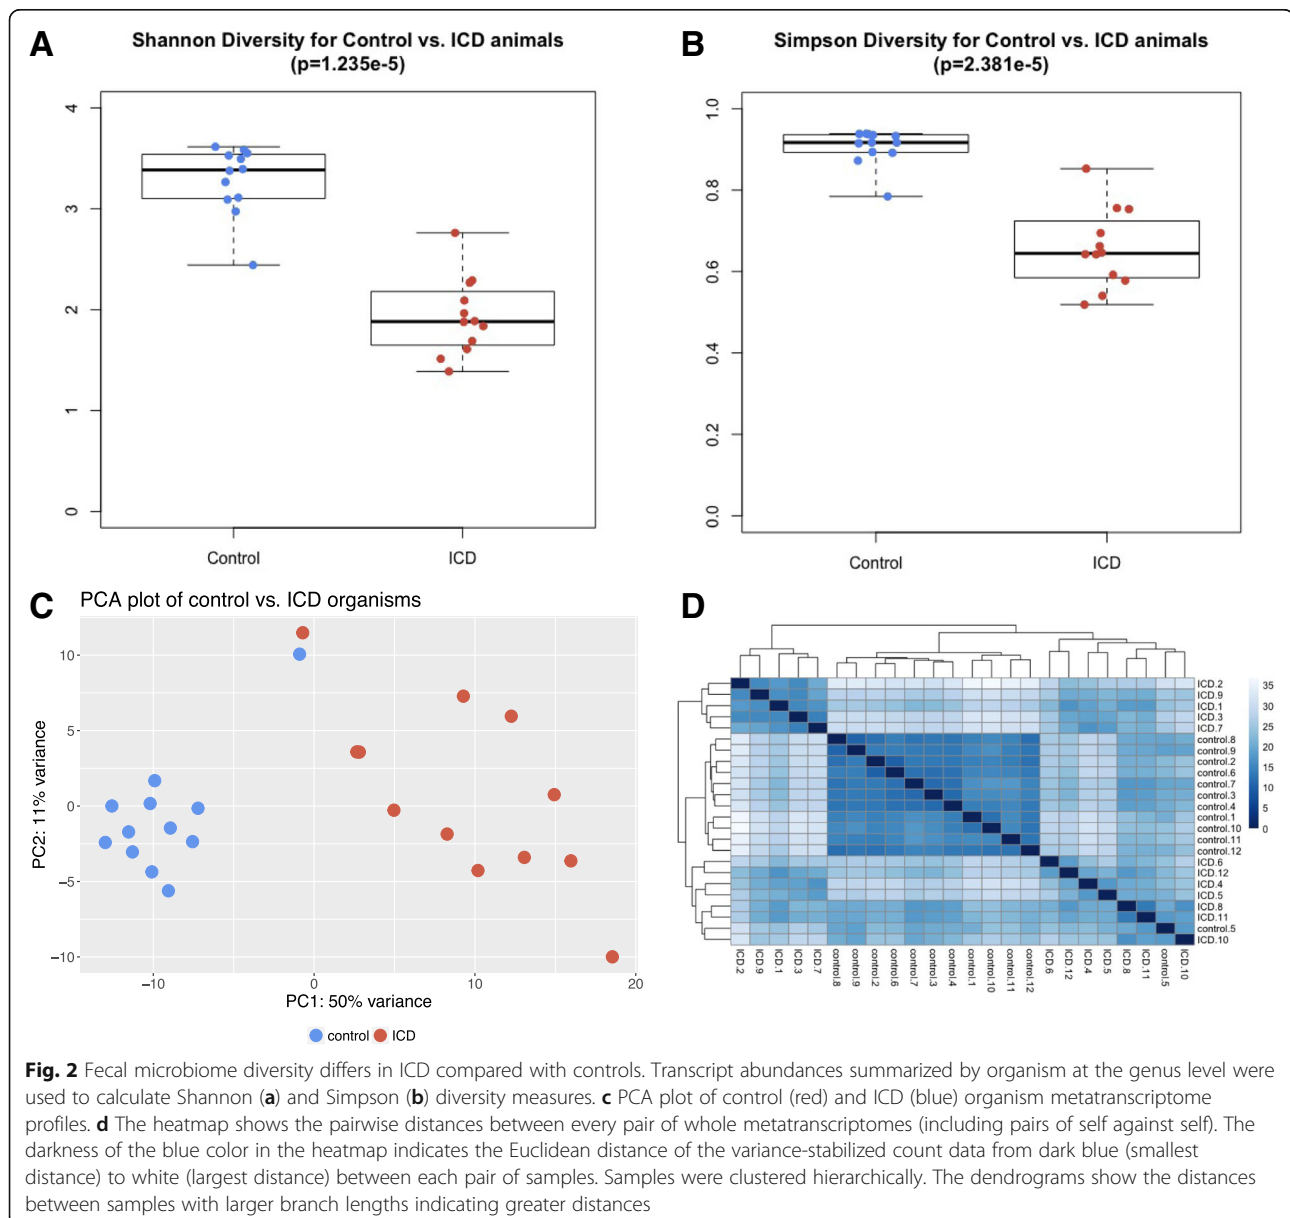 A
Shannon Diversity for Control vs. ICD animals
(p=1.235e-5)
4
3
2
1
0
Control
ICD
B
Simpson Diversity for Control vs. ICD animals
(p=2.381e-5)
1.0
0.8
0.6
0.4
0.2
0.0
Control
ICD
C
PCA plot of control vs. ICD organisms
PC2: 11% variance
10
5
0
−5
−10
−10
0
10
20
PC1: 50% variance
control
ICD
D
ICD.2
ICD.9
ICD.1
ICD.3
ICD.7
control.8
control.9
control.2
control.6
control.7
control.3
control.4
control.1
control.10
control.11
control.12
ICD.6
ICD.12
ICD.4
ICD.5
ICD.8
ICD.11
control.5
ICD.10
35
30
25
20
15
10
5
0
ICD.2
ICD.9
ICD.1
ICD.3
ICD.7
control.8
control.9
control.2
control.6
control.7
control.3
control.4
control.1
control.10
control.11
control.12
ICD.6
ICD.12
ICD.4
ICD.5
ICD.8
ICD.11
control.5
ICD.10
Fig. 2 Fecal microbiome diversity differs in ICD compared with controls. Transcript abundances summarized by organism at the genus level were
used to calculate Shannon (a) and Simpson (b) diversity measures. c PCA plot of control (red) and ICD (blue) organism metatranscriptome
profiles. d The heatmap shows the pairwise distances between every pair of whole metatranscriptomes (including pairs of self against self). The
darkness of the blue color in the heatmap indicates the Euclidean distance of the variance-stabilized count data from dark blue (smallest
distance) to white (largest distance) between each pair of samples. Samples were clustered hierarchically. The dendrograms show the distances
between samples with larger branch lengths indicating greater distances